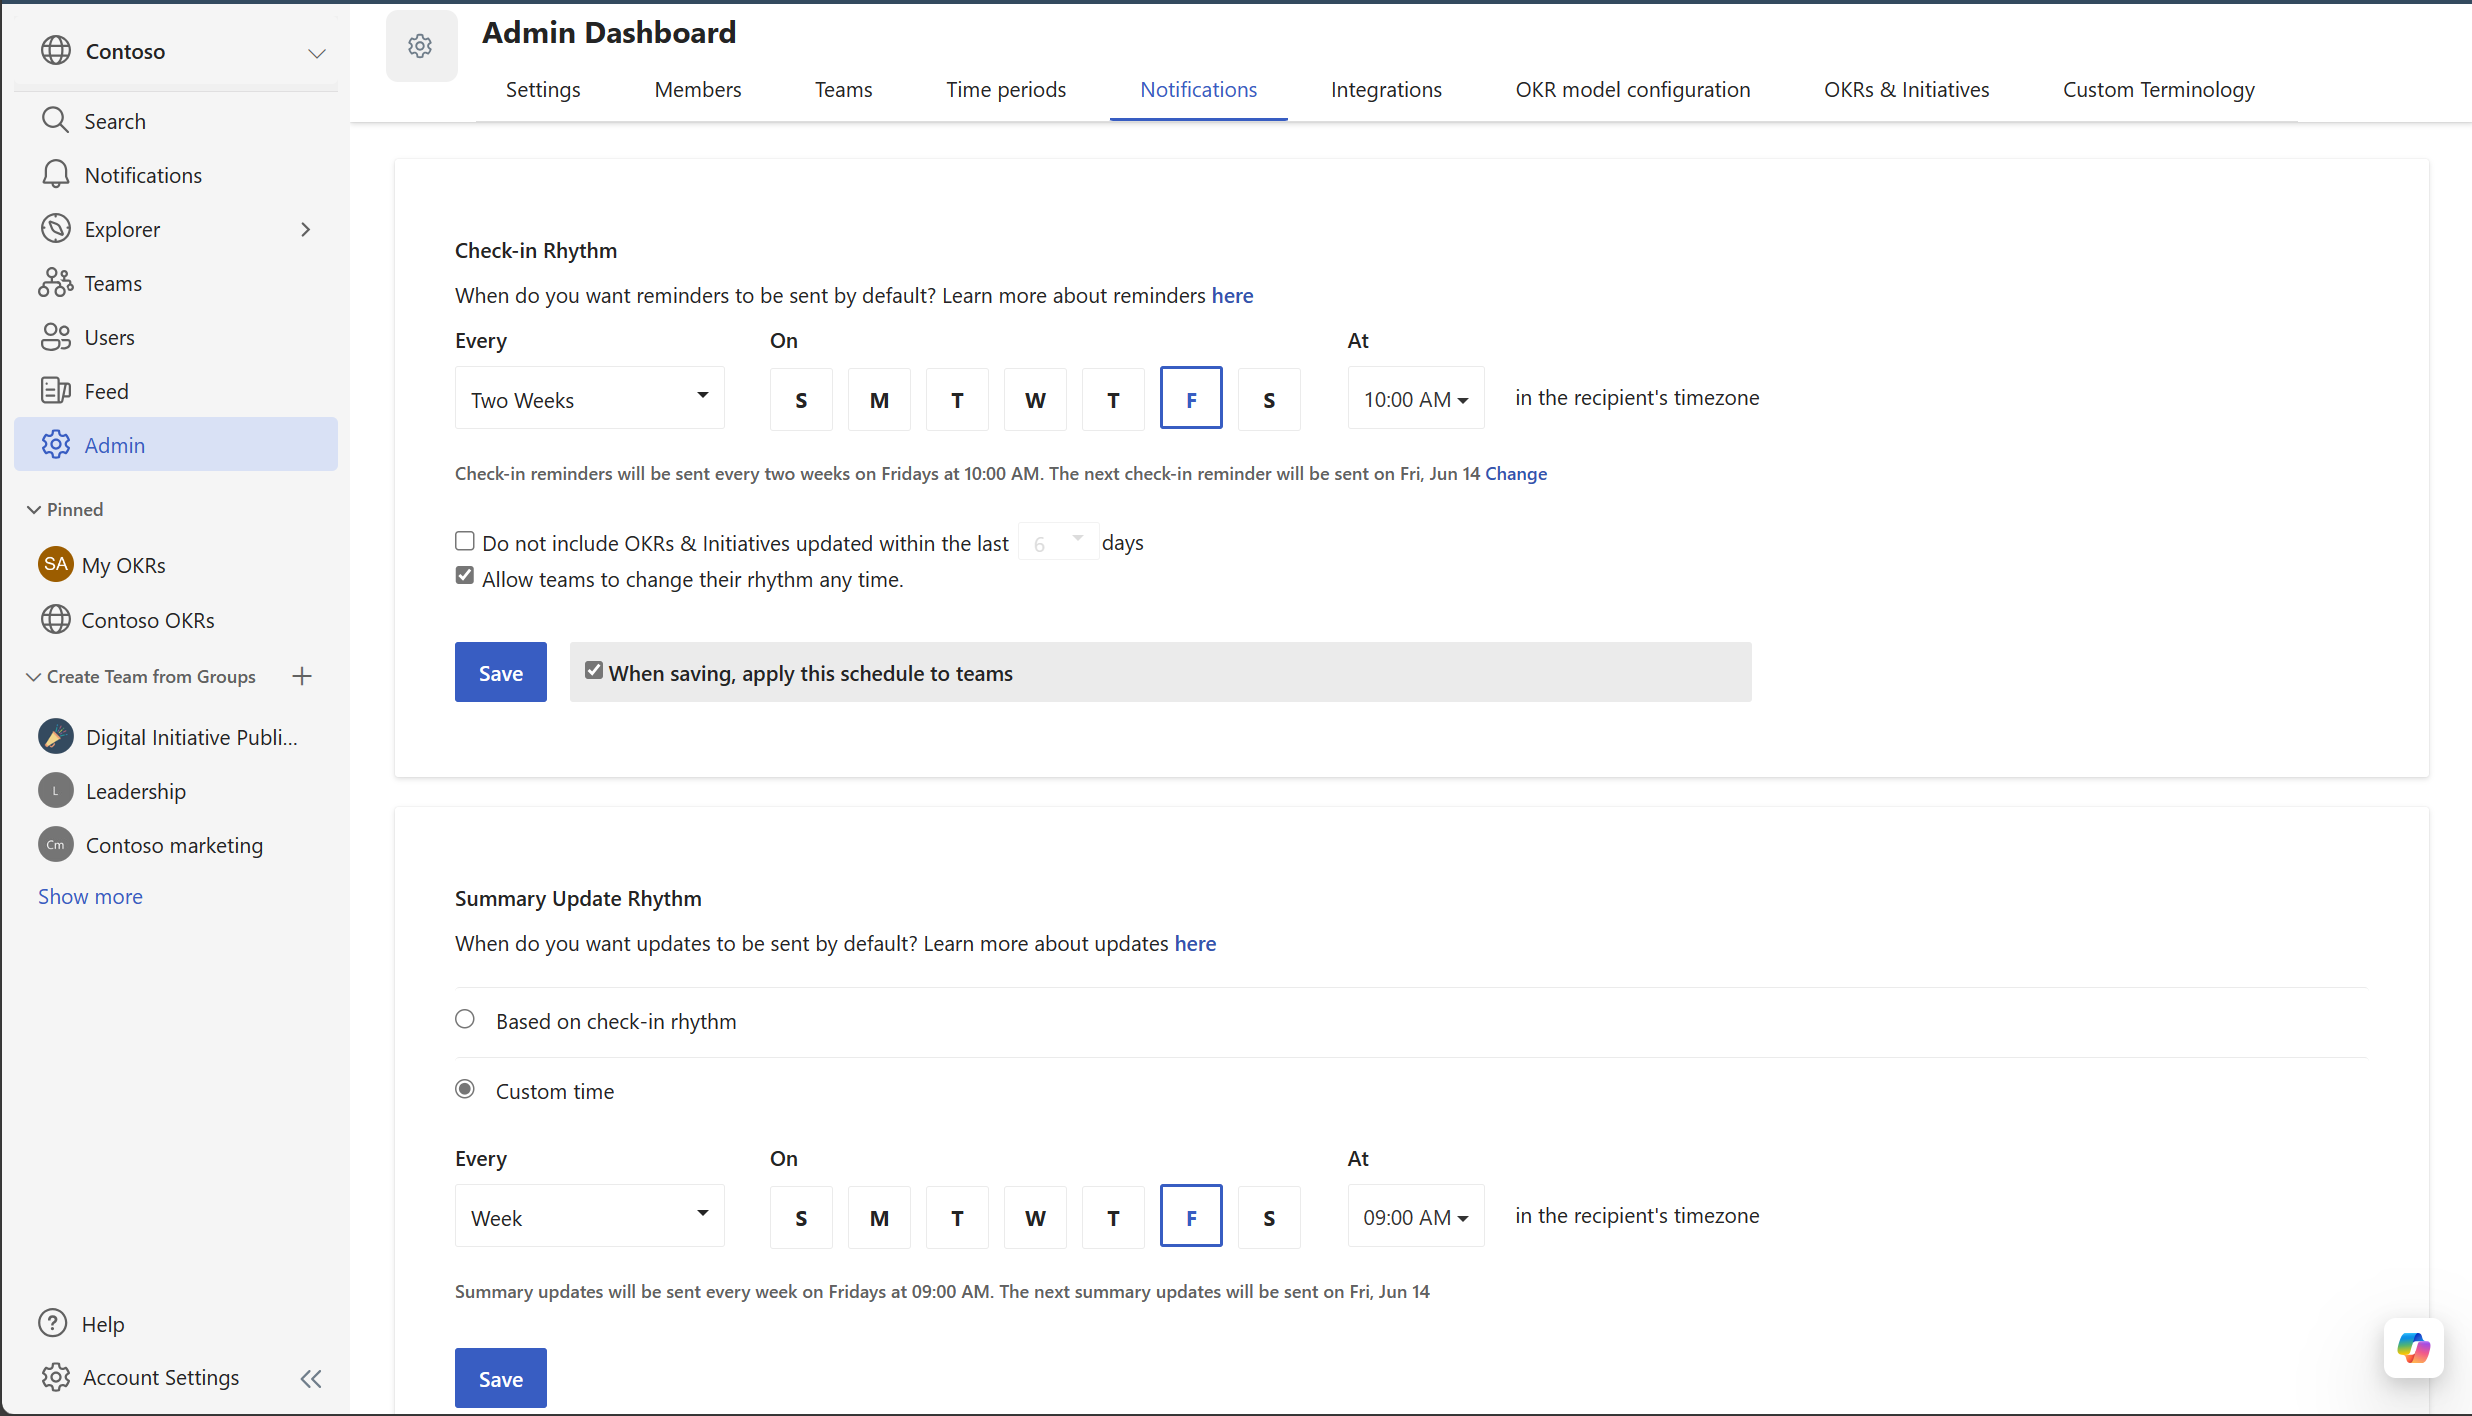 Contoso
Search
Notifications
Explorer
Teams
Users
Feed
Admin
Pinned
SA My OKRs
Contoso OKRs
Create Team from Groups
Digital Initiative Publi...
L Leadership
Cm Contoso marketing
Show more
Help
Account Settings
Admin Dashboard
Settings Members Teams Time periods Notifications Integrations OKR model configuration OKRs & Initiatives Custom Terminology
Check-in Rhythm
When do you want reminders to be sent by default? Learn more about reminders here
Every On At
Two Weeks S M T W T F S 10:00 AM in the recipient's timezone
Check-in reminders will be sent every two weeks on Fridays at 10:00 AM. The next check-in reminder will be sent on Fri, Jun 14 Change
Do not include OKRs & Initiatives updated within the last 6 days
Allow teams to change their rhythm any time.
Save When saving, apply this schedule to teams
Summary Update Rhythm
When do you want updates to be sent by default? Learn more about updates here
Based on check-in rhythm
Custom time
Every On At
Week S M T W T F S 09:00 AM in the recipient's timezone
Summary updates will be sent every week on Fridays at 09:00 AM. The next summary updates will be sent on Fri, Jun 14
Save